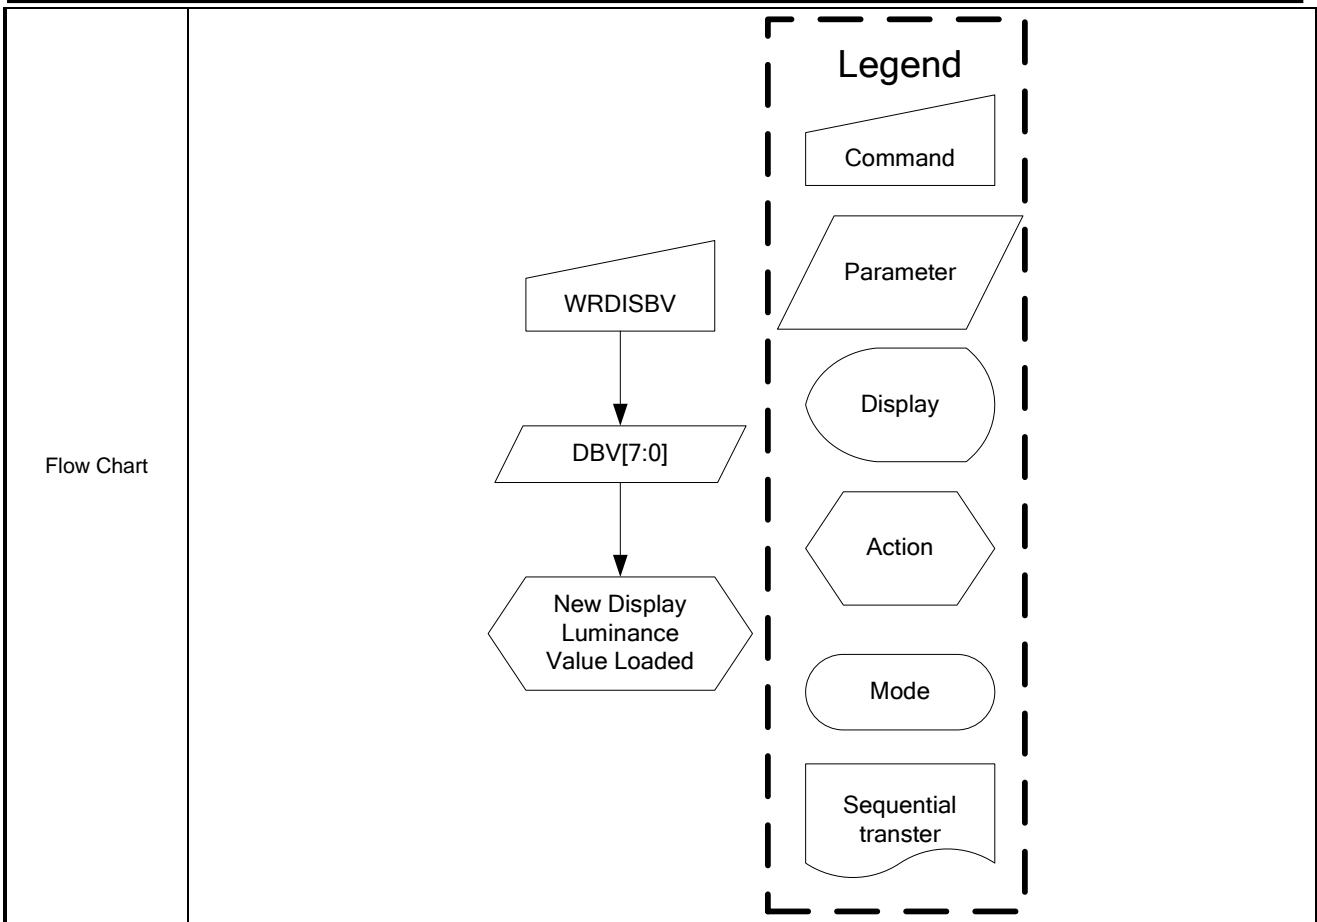 Flow Chart
WRDISBV
DBV[7:0]
New Display
Luminance
Value Loaded
Legend
Command
Parameter
Display
Action
Mode
Sequential
transter